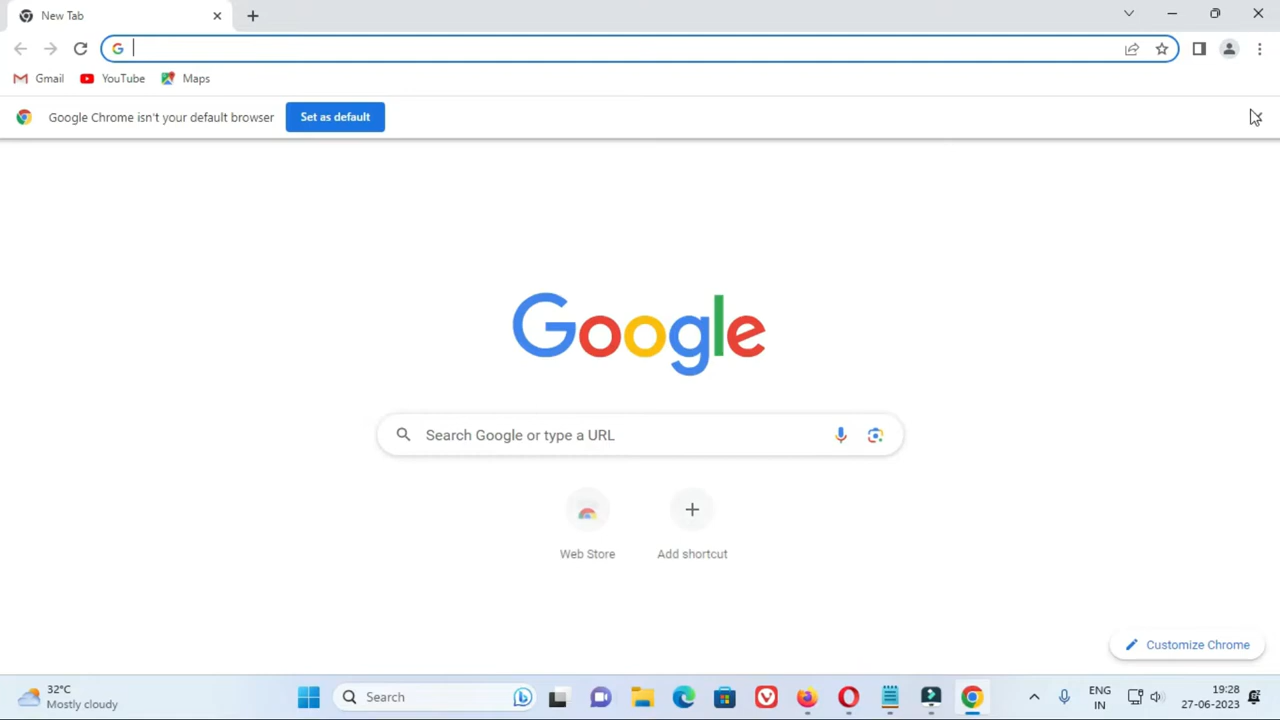 New Tab
Gmail YouTube Maps
Google Chrome isn't your default browser Set as default
Google
Search Google or type a URL
Web Store Add shortcut
Customize Chrome
32°C
Mostly cloudy
Search
ENG
IN
19:28
27-06-2023